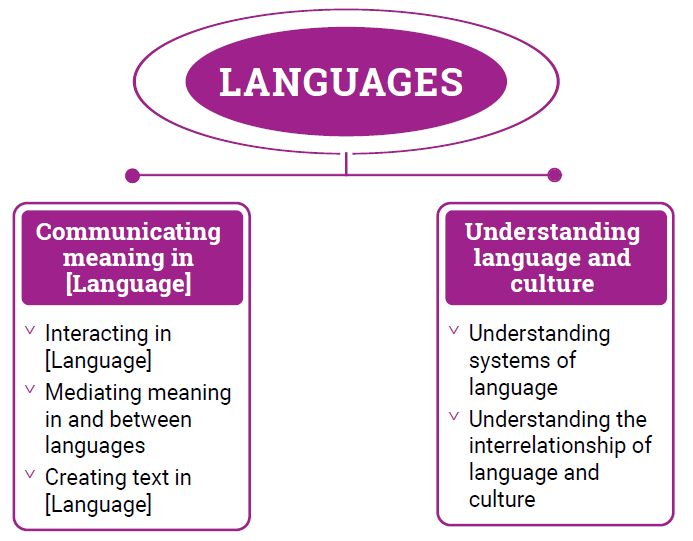 LANGUAGES
Communicating
meaning in
[Language]
Interacting in
[Language]
Mediating meaning
in and between
languages
Creating text in
[Language]
Understanding
language and
culture
Understanding
systems of
language
Understanding the
interrelationship of
language and
culture